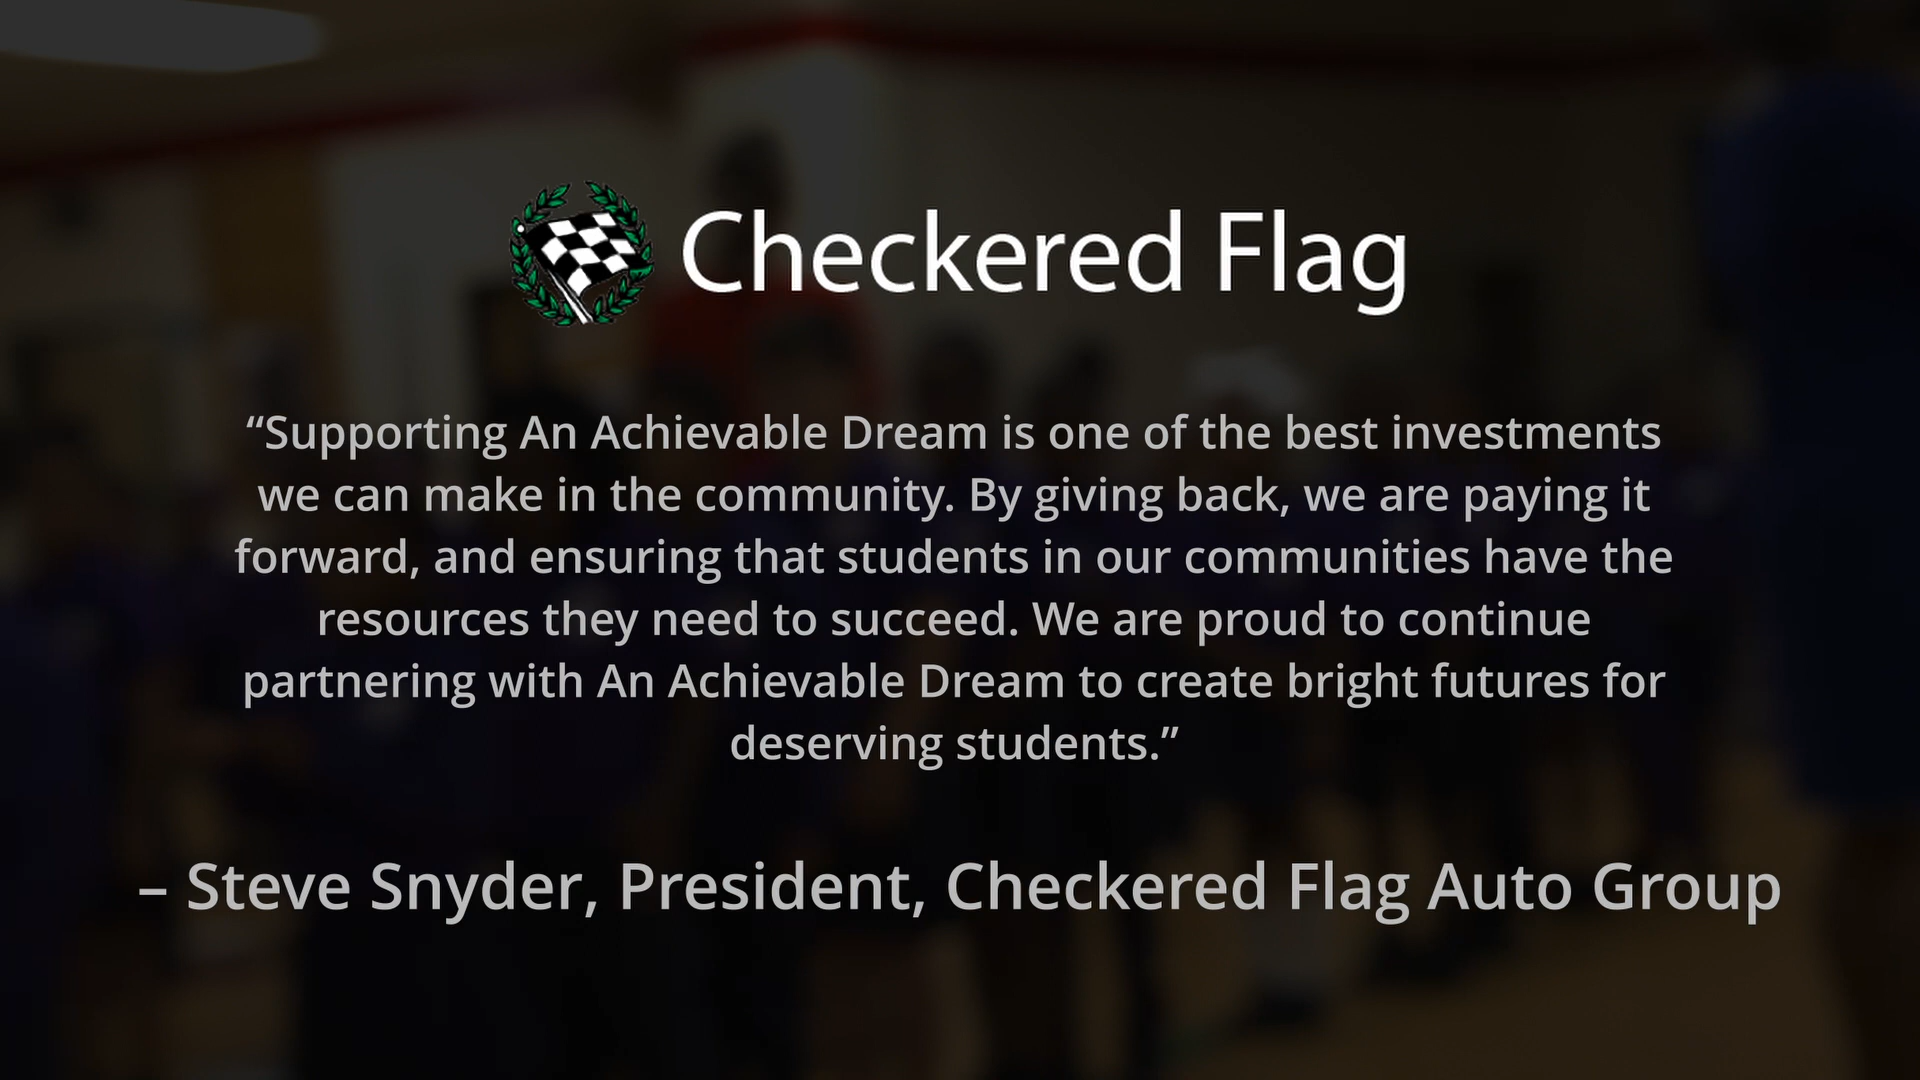 Checkered Flag
“Supporting An Achievable Dream is one of the best investments
we can make in the community. By giving back, we are paying it
forward, and ensuring that students in our communities have the
resources they need to succeed. We are proud to continue
partnering with An Achievable Dream to create bright futures for
deserving students.”
– Steve Snyder, President, Checkered Flag Auto Group